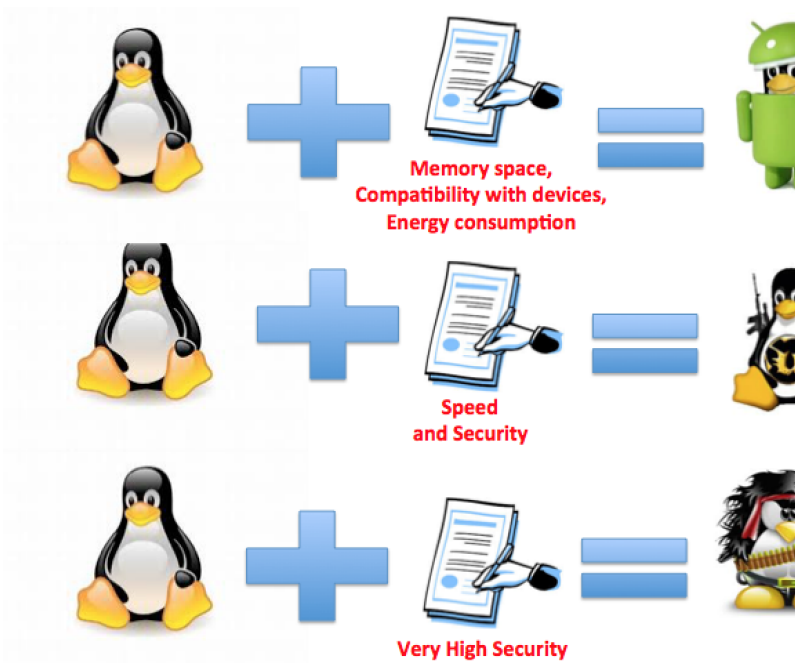 Memory space,
Compatibility with devices,
Energy consumption
Speed
and Security
Very High Security